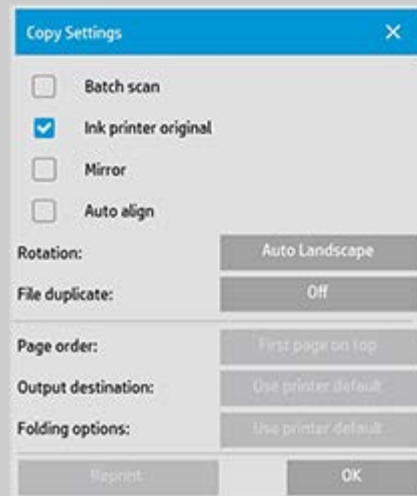 Copy Settings
Batch scan
Ink printer original
Mirror
Auto align
Rotation: Auto Landscape
File duplicate: Off
Page order: First page on top
Output destination: Use printer default
Folding options: Use printer default
Reprint OK